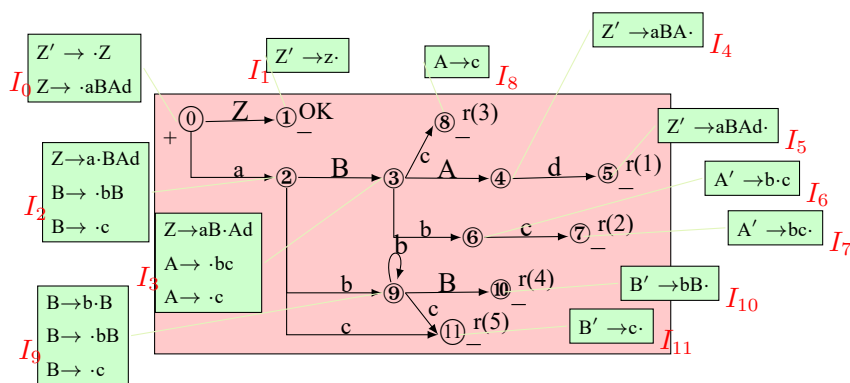 Z′ → ·Z
Z→ ·aBAd
I0
Z′ →z·
I1
A→c
I8
Z′ →aBA·
I4
0
+
Z
1
OK
−
8
r(3)
−
c
Z′ →aBAd·
I5
a
2
B
3
A
4
d
5
r(1)
−
Z→a·BAd
B→ ·bB
B→ ·c
I2
A′ →b·c
I6
Z→aB·Ad
A→ ·bc
A→ ·c
I3
b
6
c
7
r(2)
−
A′ →bc·
I7
b
b
9
B
10
r(4)
−
B′ →bB·
I10
B→b·B
B→ ·bB
B→ ·c
I9
c
c
11
r(5)
−
B′ →c·
I11